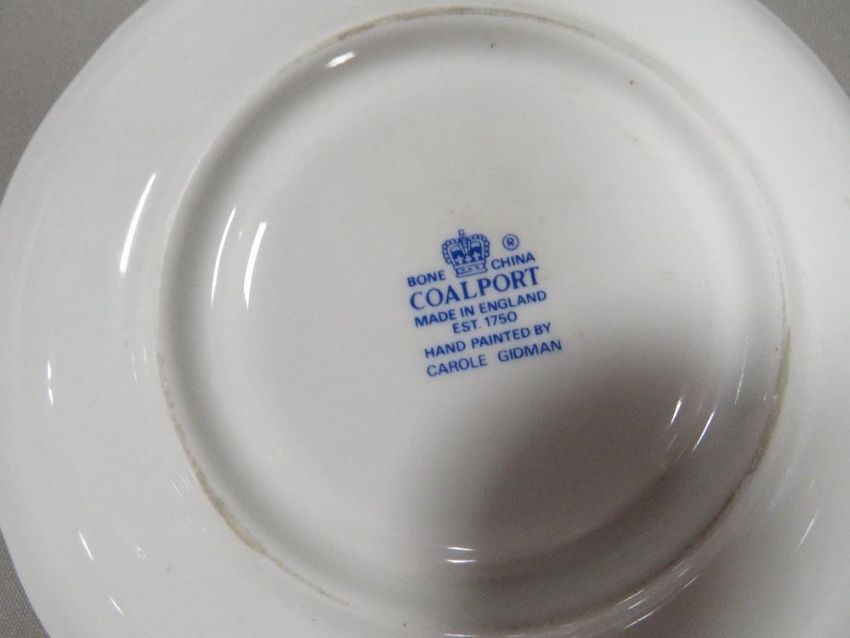 BONE CHINA ®
COALPORT
MADE IN ENGLAND
EST. 1750
HAND PAINTED BY
CAROLE GIDMAN